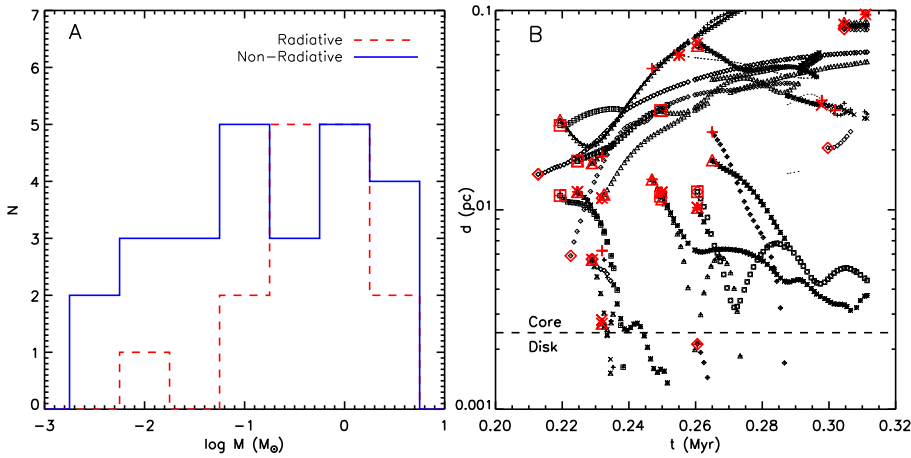 A
Radiative
Non-Radiative
7
6
5
4
3
2
1
0
N
-3
-2
-1
0
1
log M (M⊙)
B
0.1
0.01
0.001
d (pc)
Core
Disk
0.20
0.22
0.24
0.26
0.28
0.30
0.32
t (Myr)